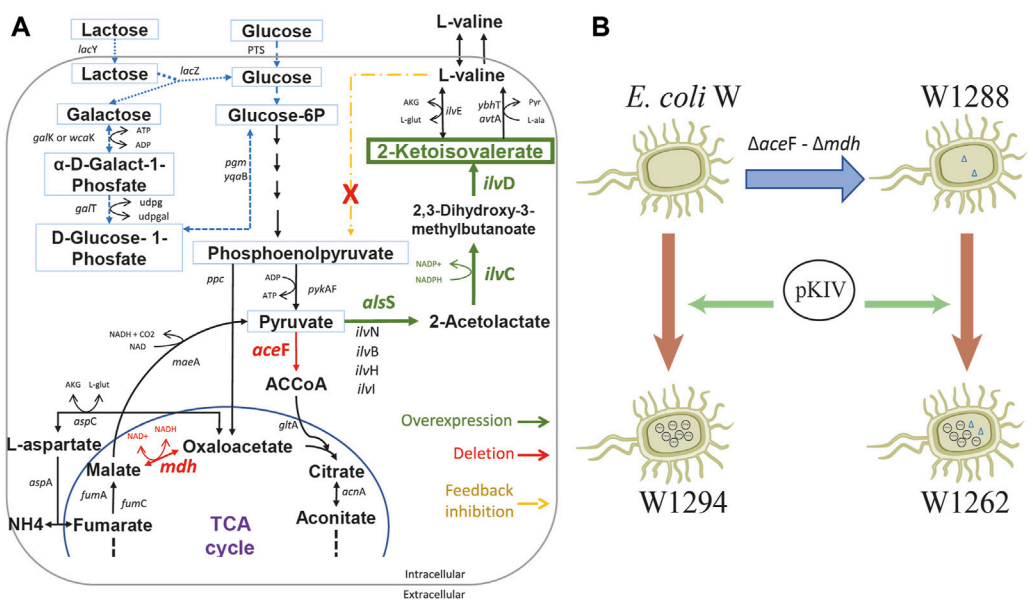 A
Lactose
lacY
Lactose
lacZ
Galactose
galK or wcaK
ATP
ADP
α-D-Galact-1-
Phosfate
galT
udpg
udpgal
D-Glucose- 1-
Phosfate
Glucose
PTS
Glucose
Glucose-6P
pgm
yqaB
L-valine
L-valine
AKG
L-glut
ilvE
ybhT
avtA
Pyr
L-ala
2-Ketoisovalerate
ilvD
X
2,3-Dihydroxy-3-
methylbutanoate
NADP+
NADPH
ilvC
Phosphoenolpyruvate
ppc
ADP
ATP
pykAF
alsS
Pyruvate
2-Acetolactate
ilvN
ilvB
ilvH
ilvI
NADH + CO2
NAD
maeA
aceF
ACCoA
AKG
L-glut
aspC
gltA
L-aspartate
NAD+
NADH
Oxaloacetate
Malate
mdh
Citrate
aspA
fumA
fumC
acnA
NH4
Fumarate
Aconitate
TCA
cycle
Overexpression
Deletion
Feedback
inhibition
Intracellular
Extracellular
B
E. coli W
W1288
ΔaceF - Δmdh
Δ
Δ
pKIV
Δ
Δ
W1294
W1262